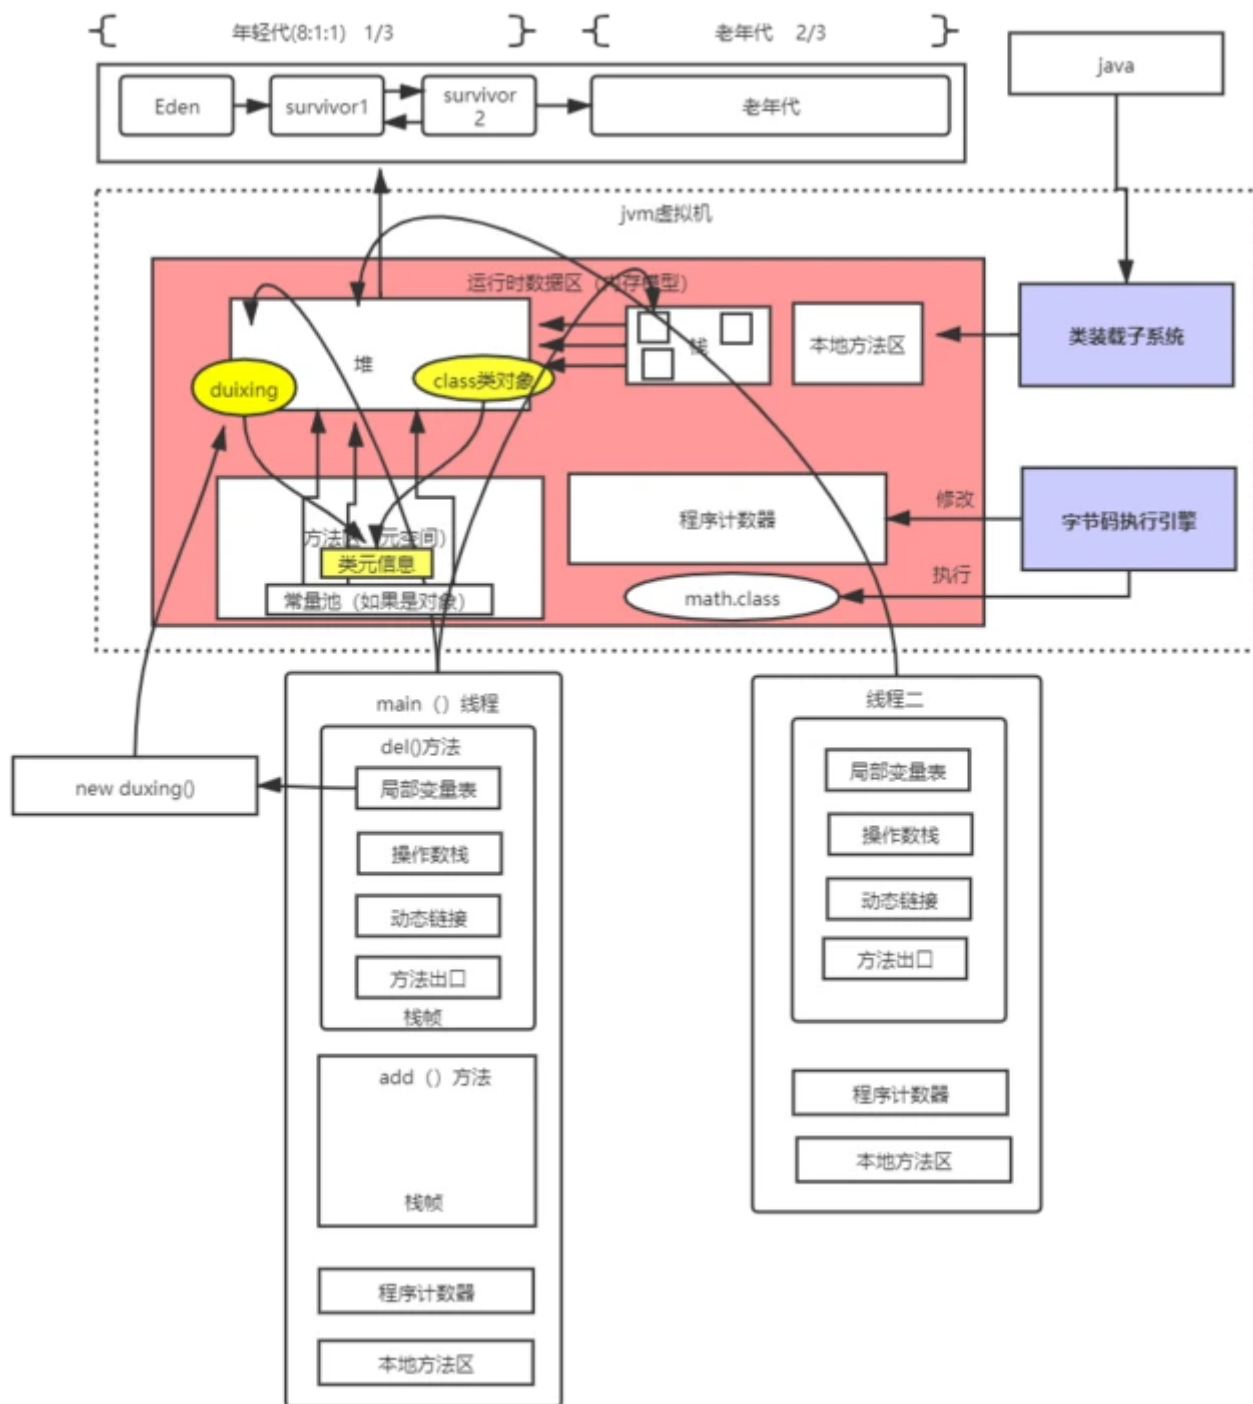 年轻代(8:1:1) 1/3
老年代 2/3
java
Eden
survivor1
survivor
2
老年代
jvm虚拟机
运行时数据区（内存模型）
堆
栈
本地方法区
类装载子系统
duixing
class类对象
方法区（元空间）
类元信息
常量池（如果是对象）
程序计数器
修改
字节码执行引擎
执行
math.class
main（）线程
del()方法
局部变量表
操作数栈
动态链接
方法出口
栈帧
add（）方法
栈帧
程序计数器
本地方法区
new duxing()
线程二
局部变量表
操作数栈
动态链接
方法出口
程序计数器
本地方法区